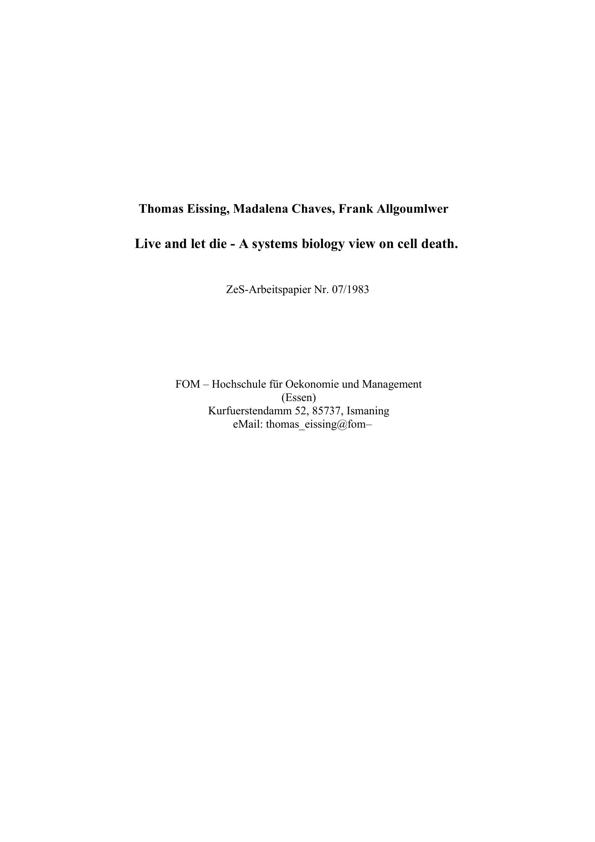 Thomas Eissing, Madalena Chaves, Frank Allgoumlwer
Live and let die - A systems biology view on cell death.
ZeS-Arbeitspapier Nr. 07/1983
FOM – Hochschule für Oekonomie und Management
(Essen)
Kurfuerstendamm 52, 85737, Ismaning
eMail: thomas_eissing@fom–